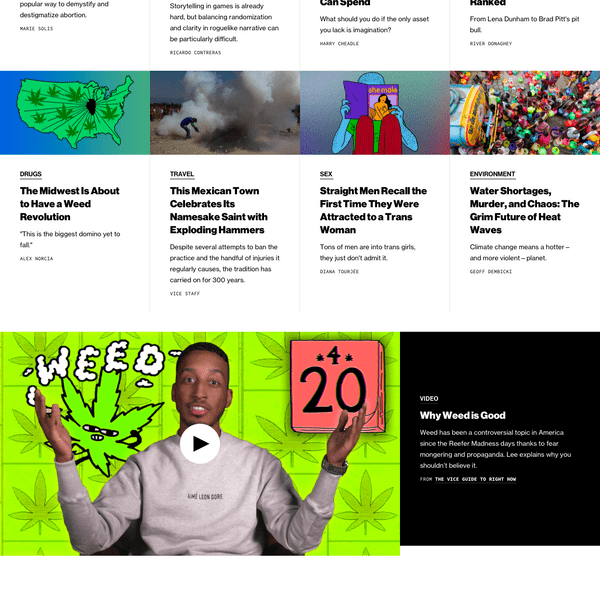 popular way to demystify and
destigmatize abortion.
MARIE SOLIS
Storytelling in games is already
hard, but balancing randomization
and clarity in roguelike narrative can
be particularly difficult.
RICARDO CONTRERAS
Can Spend
What should you do if the only asset
you lack is imagination?
HARRY CHEADLE
Ranked
From Lena Dunham to Brad Pitt's pit
bull.
RIVER DONAGHEY
she male
DRUGS
The Midwest Is About
to Have a Weed
Revolution
"This is the biggest domino yet to
fall."
ALEX NORCIA
TRAVEL
This Mexican Town
Celebrates Its
Namesake Saint with
Exploding Hammers
Despite several attempts to ban the
practice and the handful of injuries it
regularly causes, the tradition has
carried on for 300 years.
VICE STAFF
SEX
Straight Men Recall the
First Time They Were
Attracted to a Trans
Woman
Tons of men are into trans girls,
they just don't admit it.
DIANA TOURJÉE
ENVIRONMENT
Water Shortages,
Murder, and Chaos: The
Grim Future of Heat
Waves
Climate change means a hotter—
and more violent—planet.
GEOFF DEMBICKI
WEED
4
20
AIMÉ LEON DORE
VIDEO
Why Weed is Good
Weed has been a controversial topic in America
since the Reefer Madness days thanks to fear
mongering and propaganda. Lee explains why you
shouldn't believe it.
FROM THE VICE GUIDE TO RIGHT NOW